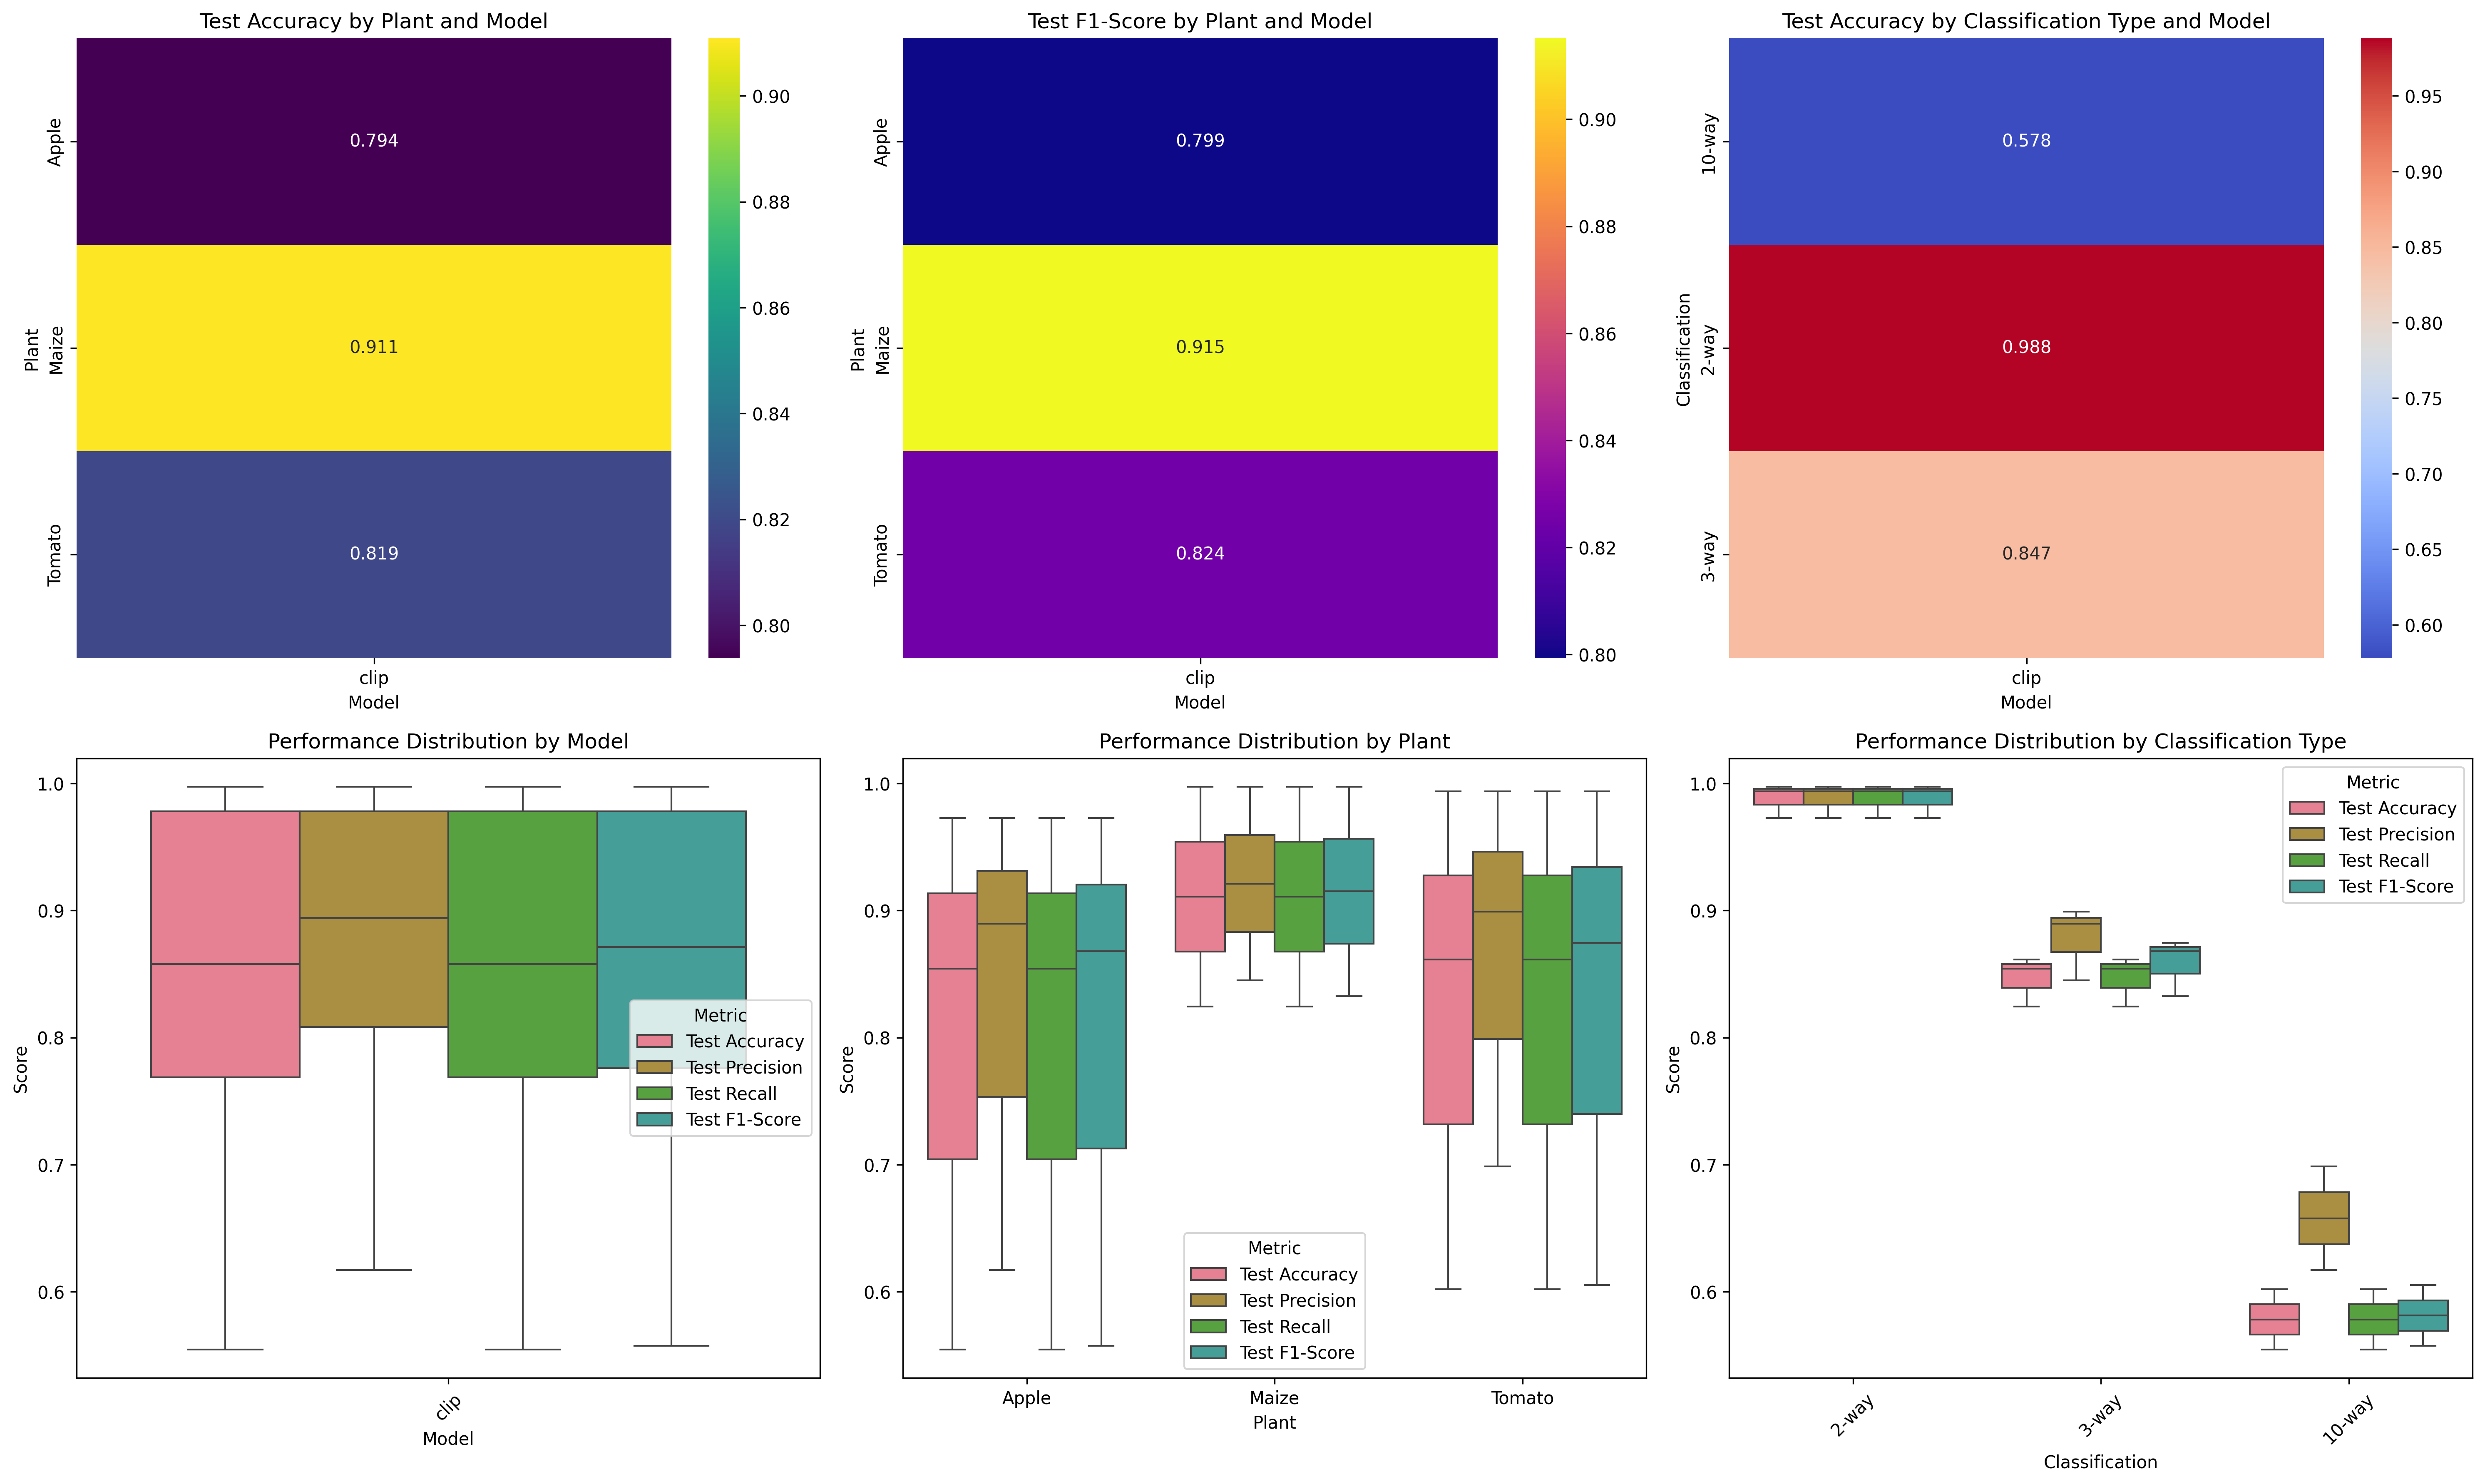 Test Accuracy by Plant and Model
Plant
Apple
Maize
Tomato
0.794
0.911
0.819
clip
Model
0.90
0.88
0.86
0.84
0.82
0.80
Test F1-Score by Plant and Model
Plant
Apple
Maize
Tomato
0.799
0.915
0.824
clip
Model
0.90
0.88
0.86
0.84
0.82
0.80
Test Accuracy by Classification Type and Model
Classification
10-way
2-way
3-way
0.578
0.988
0.847
clip
Model
0.95
0.90
0.85
0.80
0.75
0.70
0.65
0.60
Performance Distribution by Model
Score
1.0
0.9
0.8
0.7
0.6
Metric
Test Accuracy
Test Precision
Test Recall
Test F1-Score
clip
Model
Performance Distribution by Plant
Score
1.0
0.9
0.8
0.7
0.6
Metric
Test Accuracy
Test Precision
Test Recall
Test F1-Score
Apple
Maize
Tomato
Plant
Performance Distribution by Classification Type
Score
1.0
0.9
0.8
0.7
0.6
Metric
Test Accuracy
Test Precision
Test Recall
Test F1-Score
2-way
3-way
10-way
Classification